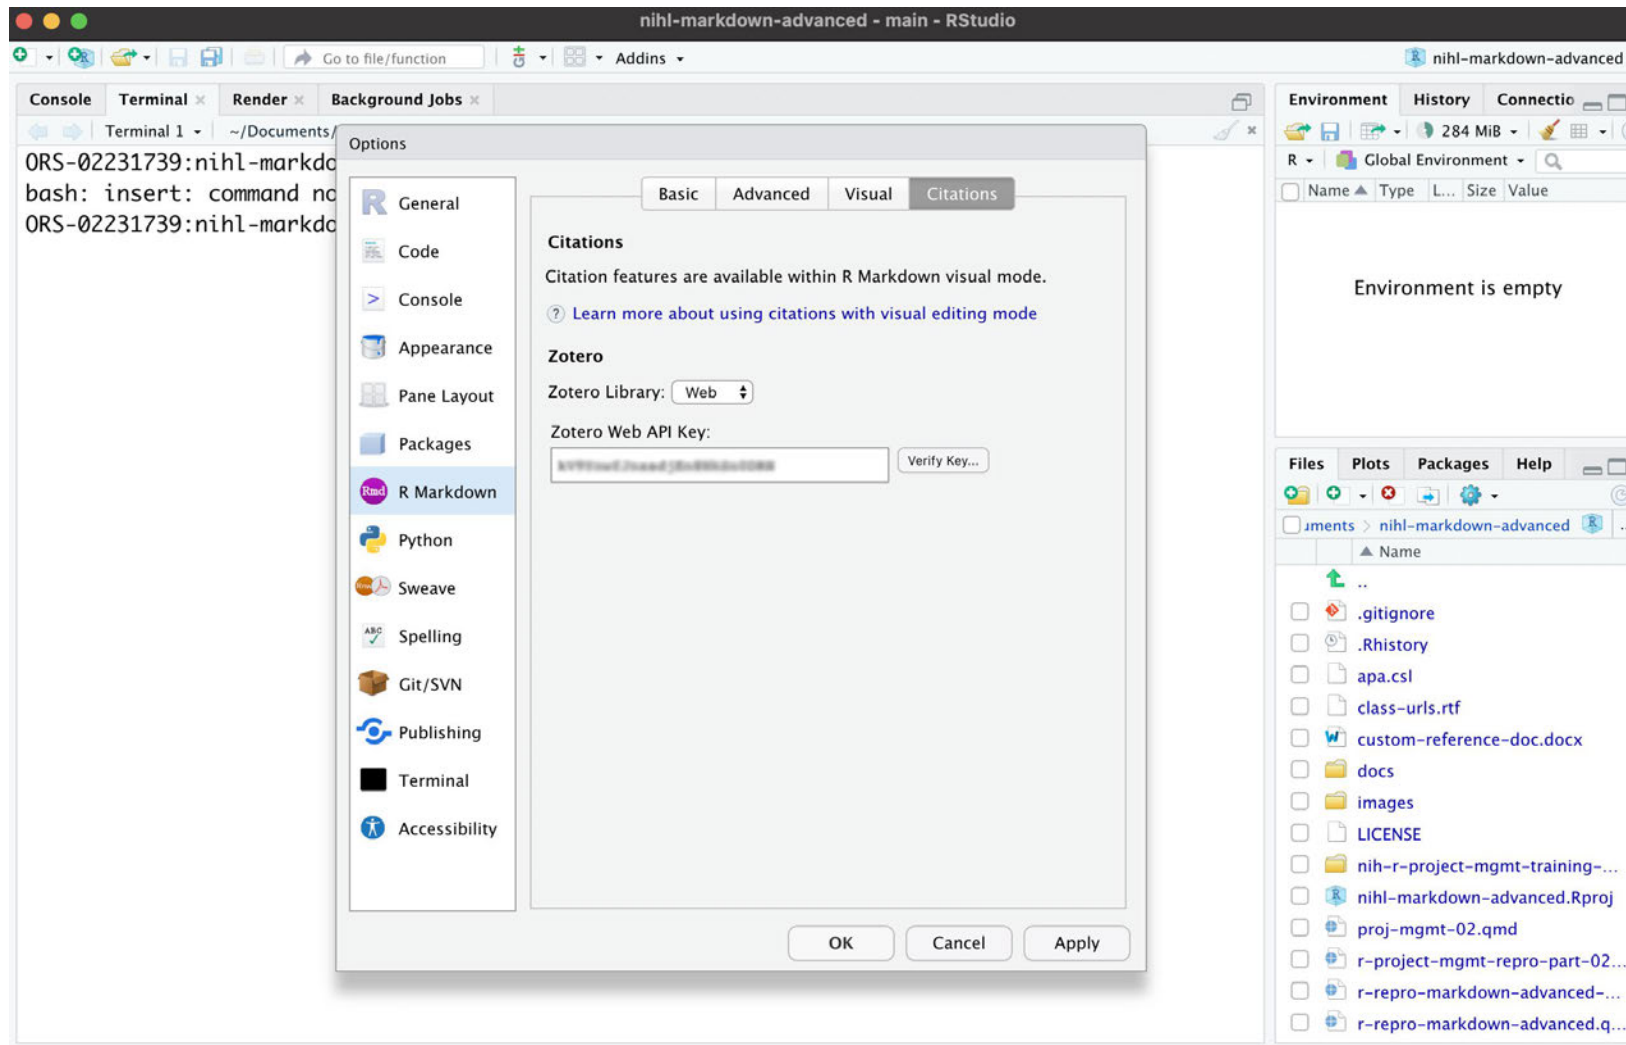 nihl-markdown-advanced - main - RStudio
Go to file/function
Addins
nihl-markdown-advanced
Console Terminal Render Background Jobs
Terminal 1 ~/Documents/
ORS-02231739:nihl-markdo
bash: insert: command no
ORS-02231739:nihl-markdo
Options
General
Code
Console
Appearance
Pane Layout
Packages
R Markdown
Python
Sweave
Spelling
Git/SVN
Publishing
Terminal
Accessibility
Basic Advanced Visual Citations
Citations
Citation features are available within R Markdown visual mode.
? Learn more about using citations with visual editing mode
Zotero
Zotero Library: Web
Zotero Web API Key:
Verify Key...
OK Cancel Apply
Environment History Connectio
284 MiB
R Global Environment
Name Type L... Size Value
Environment is empty
Files Plots Packages Help
uments > nihl-markdown-advanced
Name
..
.gitignore
.Rhistory
apa.csl
class-urls.rtf
custom-reference-doc.docx
docs
images
LICENSE
nih-r-project-mgmt-training-...
nihl-markdown-advanced.Rproj
proj-mgmt-02.qmd
r-project-mgmt-repro-part-02...
r-repro-markdown-advanced-...
r-repro-markdown-advanced.q...